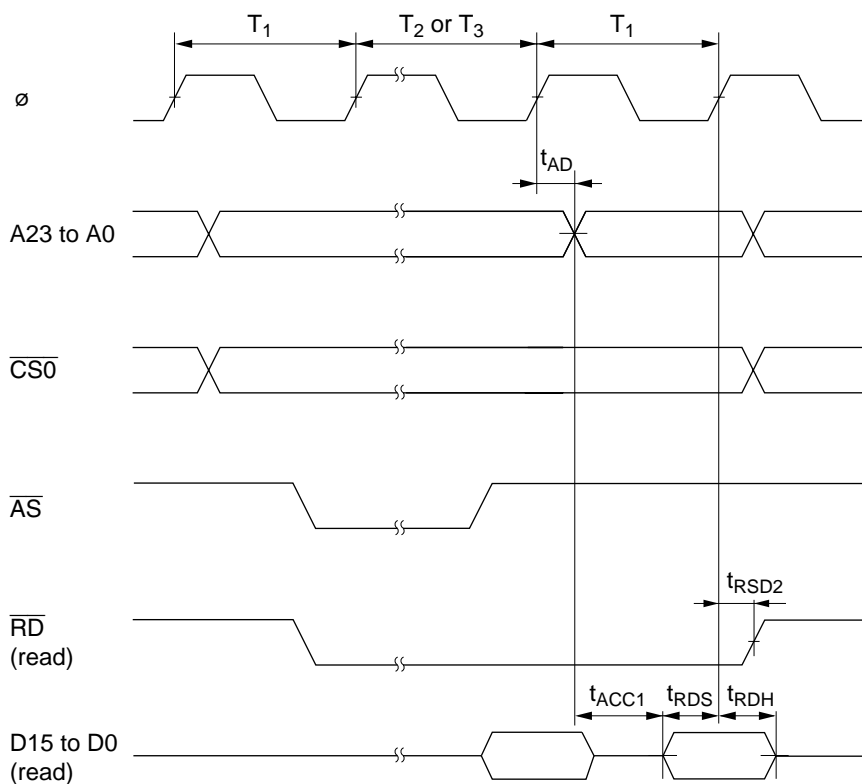 T1 T2 or T3 T1
ø
tAD
A23 to A0
CS0
AS
tRSD2
RD
(read)
tACC1 tRDS tRDH
D15 to D0
(read)